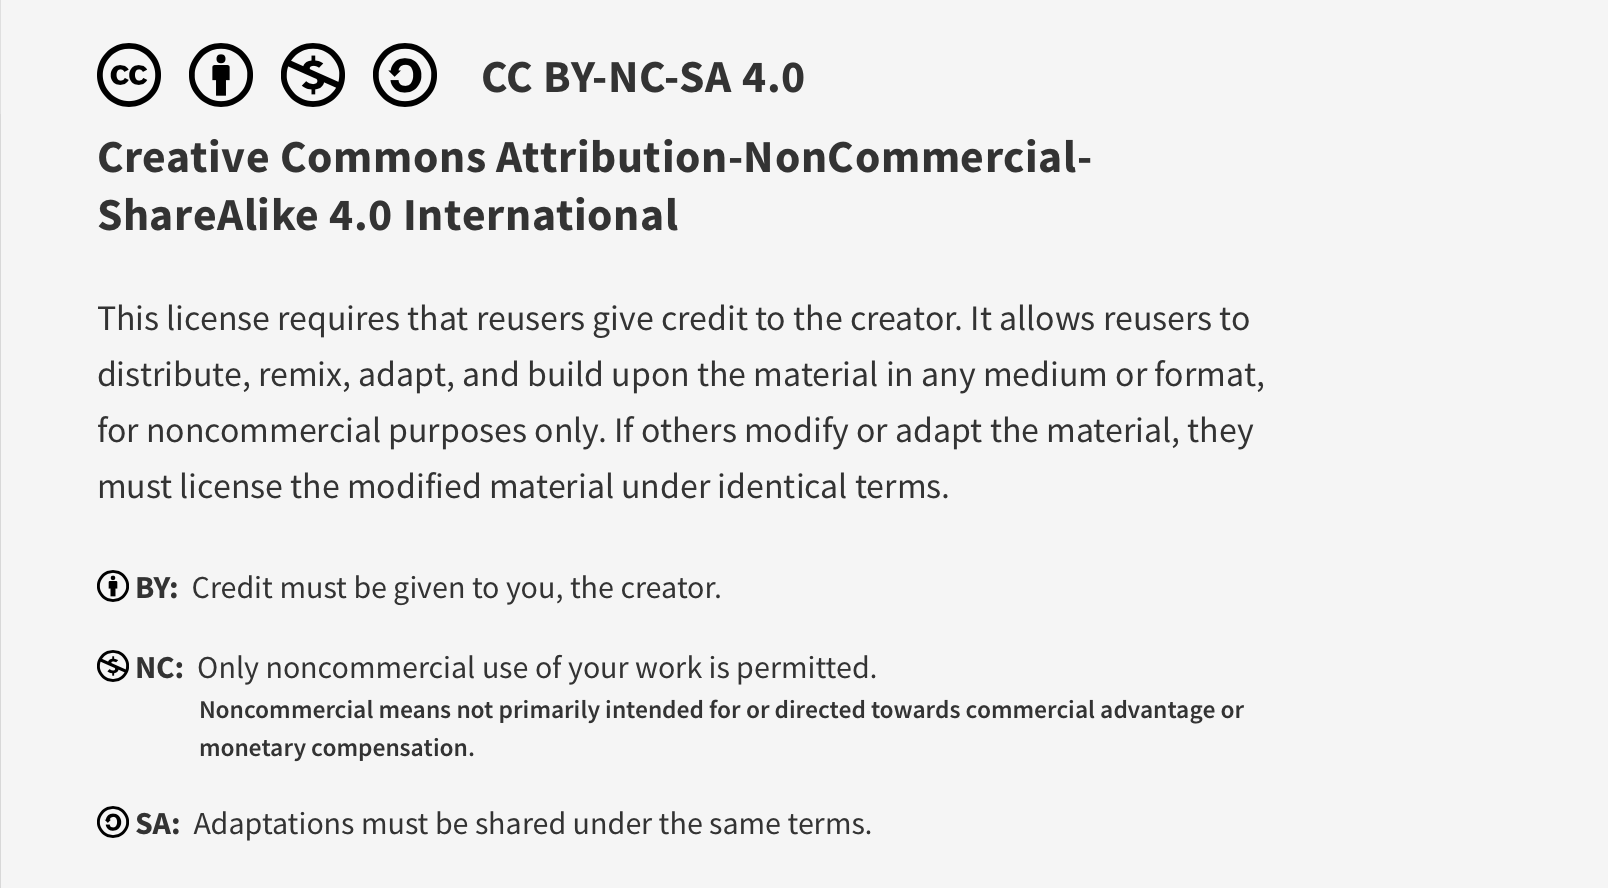 CC BY-NC-SA 4.0
Creative Commons Attribution-NonCommercial-
ShareAlike 4.0 International
This license requires that reusers give credit to the creator. It allows reusers to
distribute, remix, adapt, and build upon the material in any medium or format,
for noncommercial purposes only. If others modify or adapt the material, they
must license the modified material under identical terms.
BY: Credit must be given to you, the creator.
NC: Only noncommercial use of your work is permitted.
Noncommercial means not primarily intended for or directed towards commercial advantage or
monetary compensation.
SA: Adaptations must be shared under the same terms.